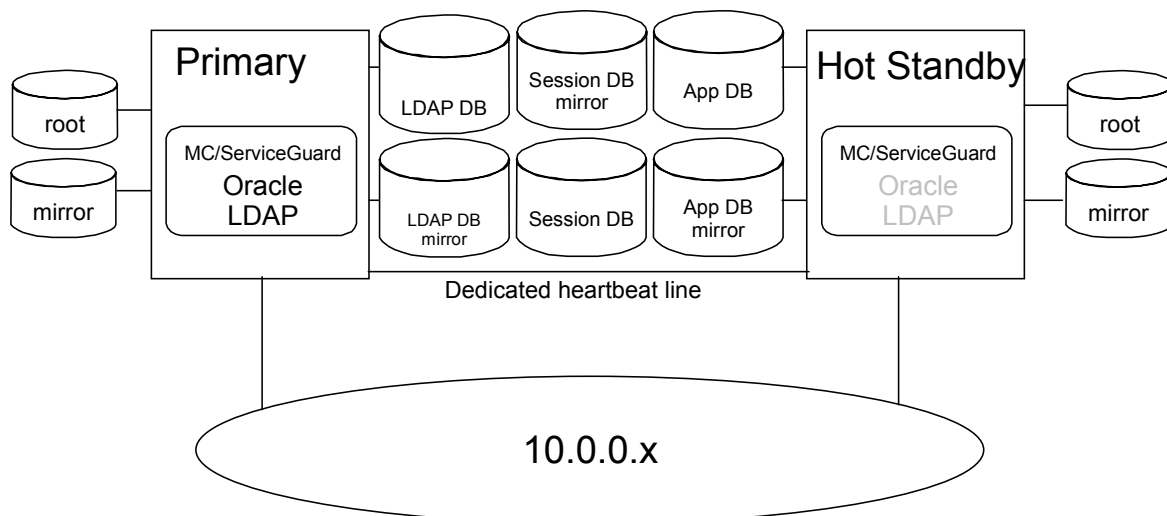 Primary
Hot Standby
root
mirror
MC/ServiceGuard
Oracle
LDAP
LDAP DB
Session DB
mirror
App DB
LDAP DB
mirror
Session DB
App DB
mirror
MC/ServiceGuard
Oracle
LDAP
root
mirror
Dedicated heartbeat line
10.0.0.x